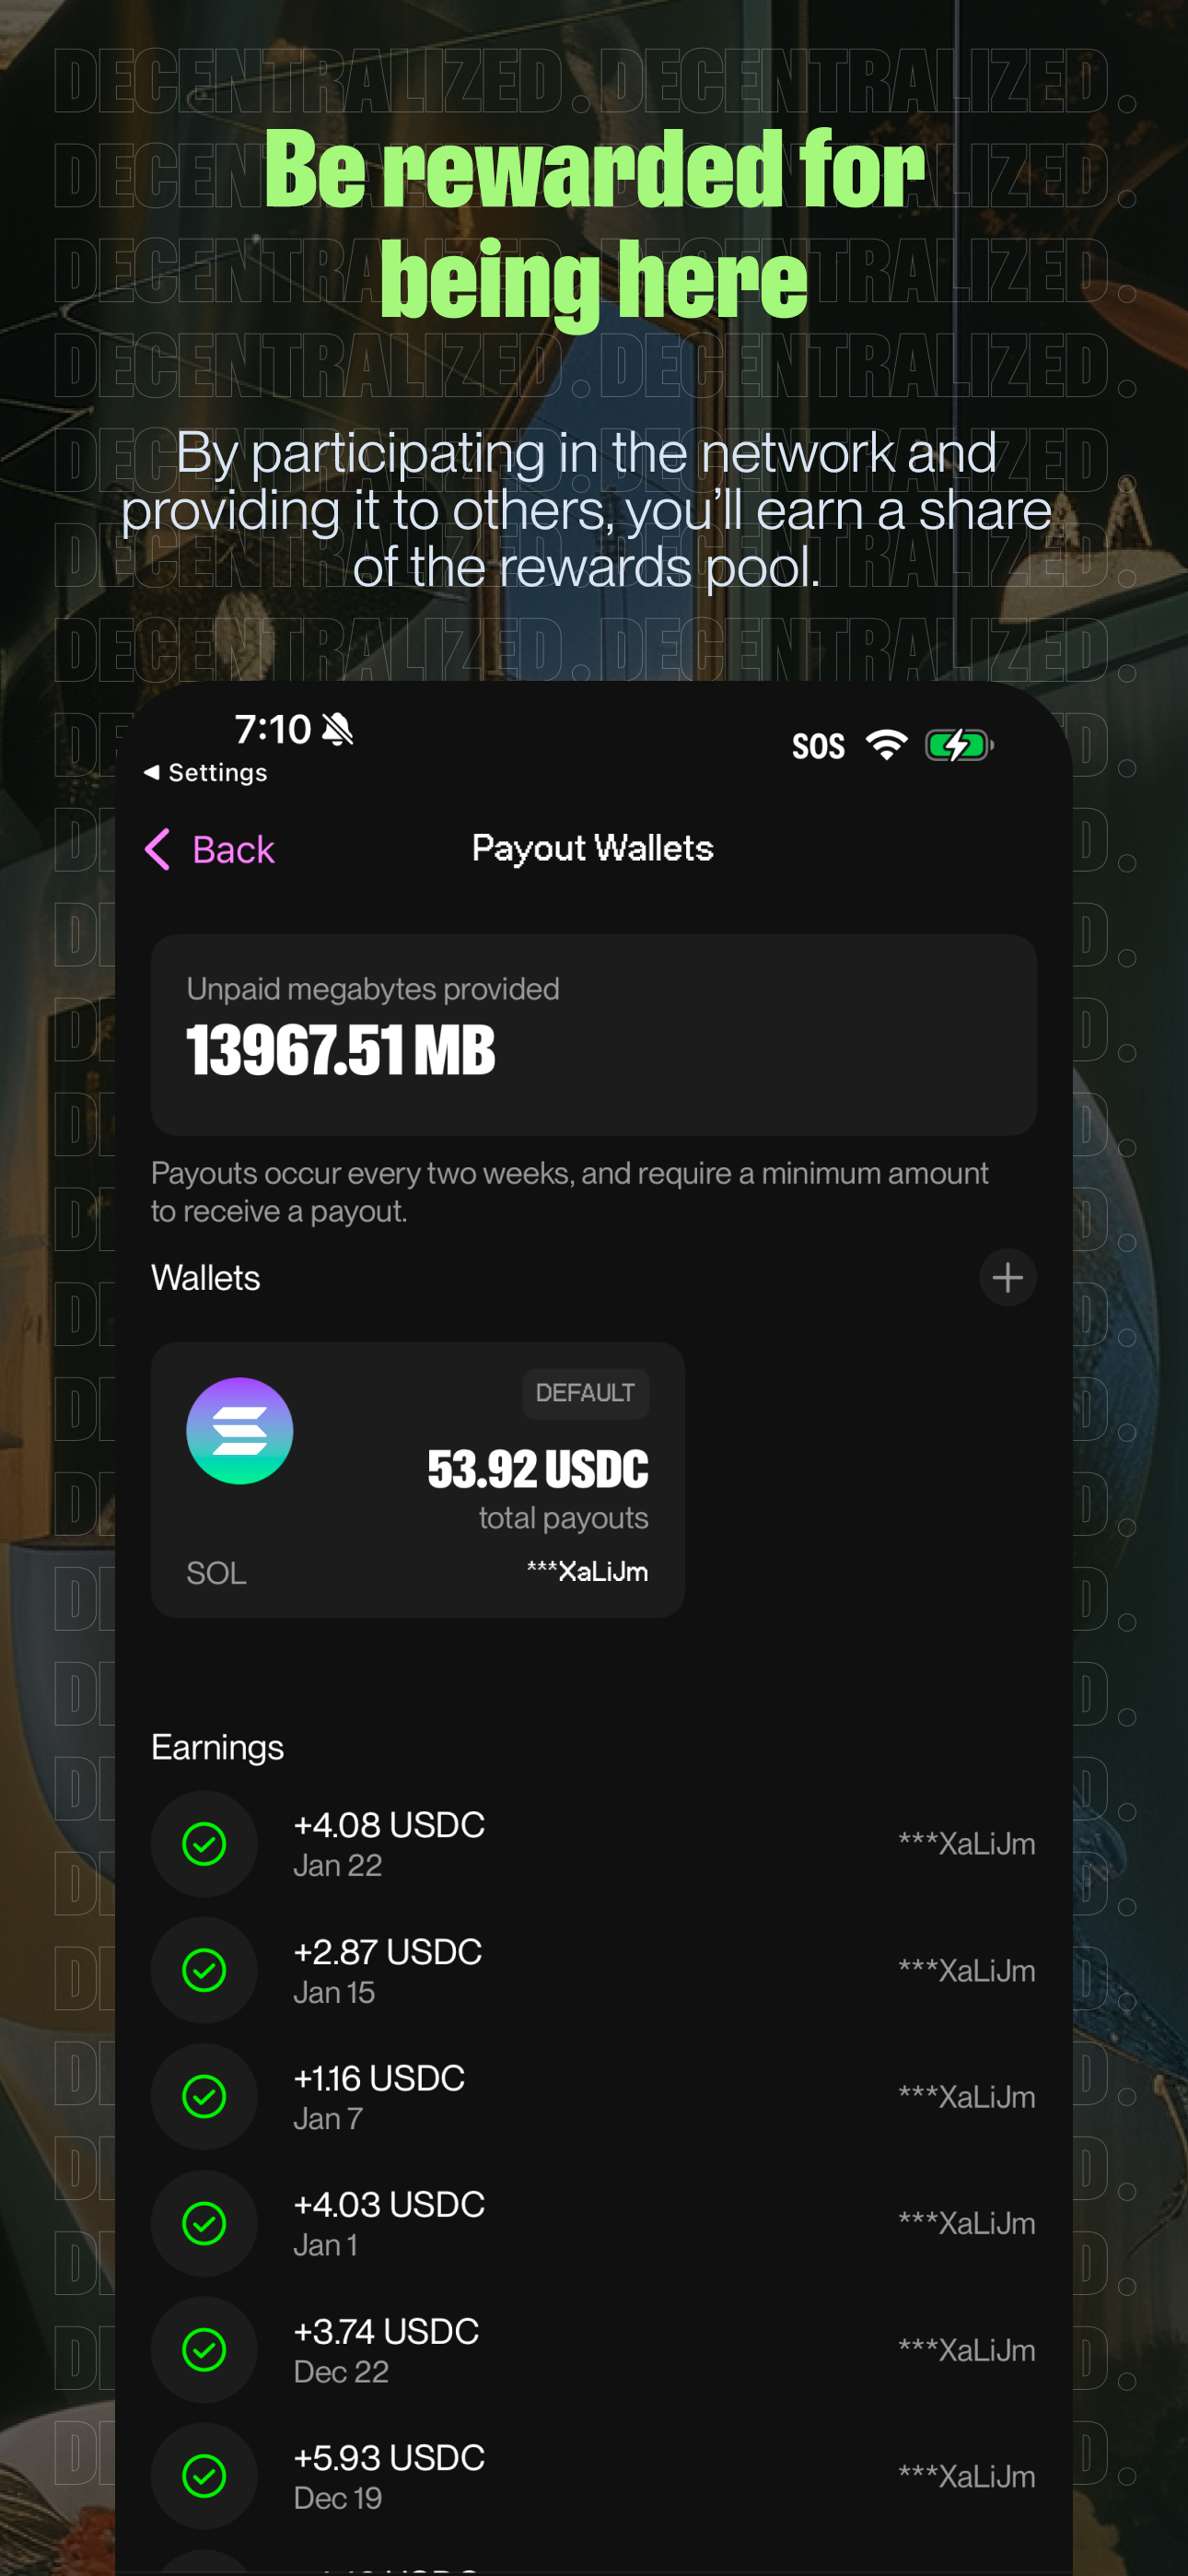 DECENTRALIZED. DECENTRALIZED.
Be rewarded for
being here
DECENTRALIZED. DECENTRALIZED.
By participating in the network and
providing it to others, you’ll earn a share
of the rewards pool.
DECENTRALIZED. DECENTRALIZED.
7:10
SOS
◀ Settings
Back
Payout Wallets
Unpaid megabytes provided
13967.51 MB
Payouts occur every two weeks, and require a minimum amount
to receive a payout.
Wallets
DEFAULT
53.92 USDC
total payouts
SOL
***XaLiJm
Earnings
+4.08 USDC
Jan 22
***XaLiJm
+2.87 USDC
Jan 15
***XaLiJm
+1.16 USDC
Jan 7
***XaLiJm
+4.03 USDC
Jan 1
***XaLiJm
+3.74 USDC
Dec 22
***XaLiJm
+5.93 USDC
Dec 19
***XaLiJm